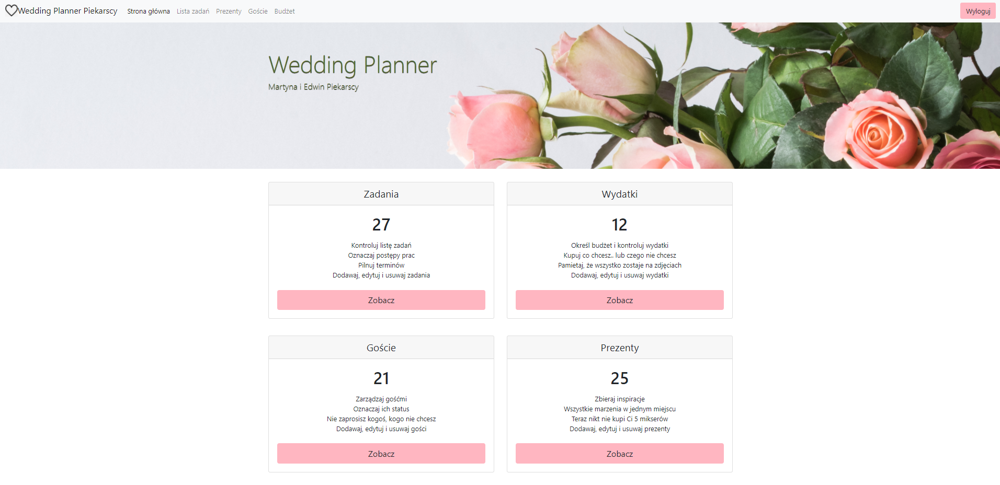 Wedding Planner Piekarscy Strona główna Lista zadań Prezenty Goście Budżet Wyloguj
Wedding Planner
Martyna i Edwin Piekarscy
Zadania
27
Kontroluj listę zadań
Oznaczaj postępy prac
Pilnuj terminów
Dodawaj, edytuj i usuwaj zadania
Zobacz
Wydatki
12
Określ budżet i kontroluj wydatki
Kupuj co chcesz.. lub czego nie chcesz
Pamietaj, że wszystko zostaje na zdjęciach
Dodawaj, edytuj i usuwaj wydatki
Zobacz
Goście
21
Zarządzaj gośćmi
Oznaczaj ich status
Nie zaprosisz kogoś, kogo nie chcesz
Dodawaj, edytuj i usuwaj gości
Zobacz
Prezenty
25
Zbieraj inspiracje
Wszystkie marzenia w jednym miejscu
Teraz nikt nie kupi Ci 5 mikserów
Dodawaj, edytuj i usuwaj prezenty
Zobacz